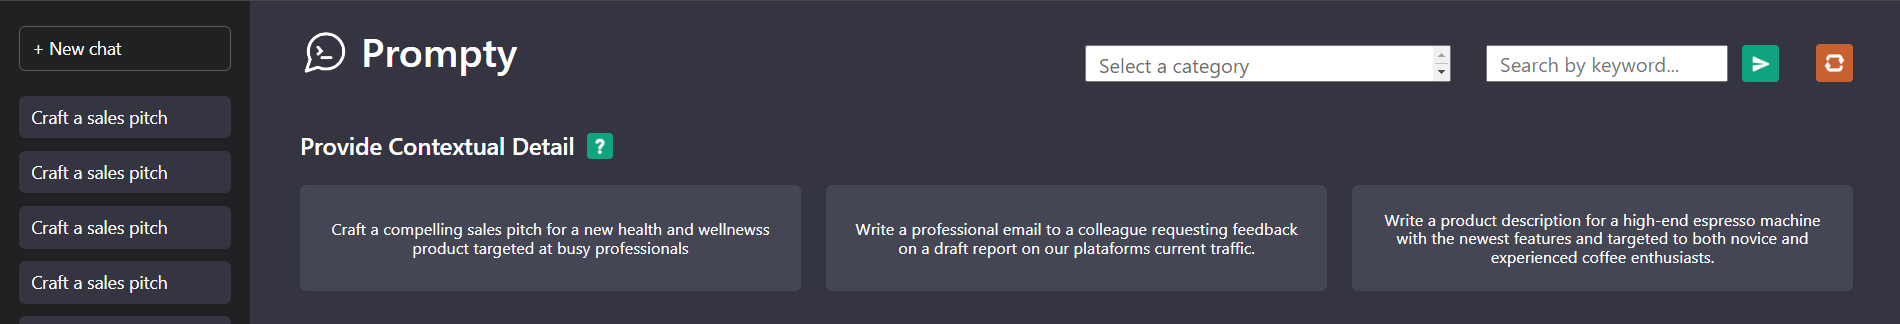 + New chat
Craft a sales pitch
Craft a sales pitch
Craft a sales pitch
Craft a sales pitch
Prompty
Select a category
Search by keyword...
Provide Contextual Detail ?
Craft a compelling sales pitch for a new health and wellnewss
product targeted at busy professionals
Write a professional email to a colleague requesting feedback
on a draft report on our plataforms current traffic.
Write a product description for a high-end espresso machine
with the newest features and targeted to both novice and
experienced coffee enthusiasts.